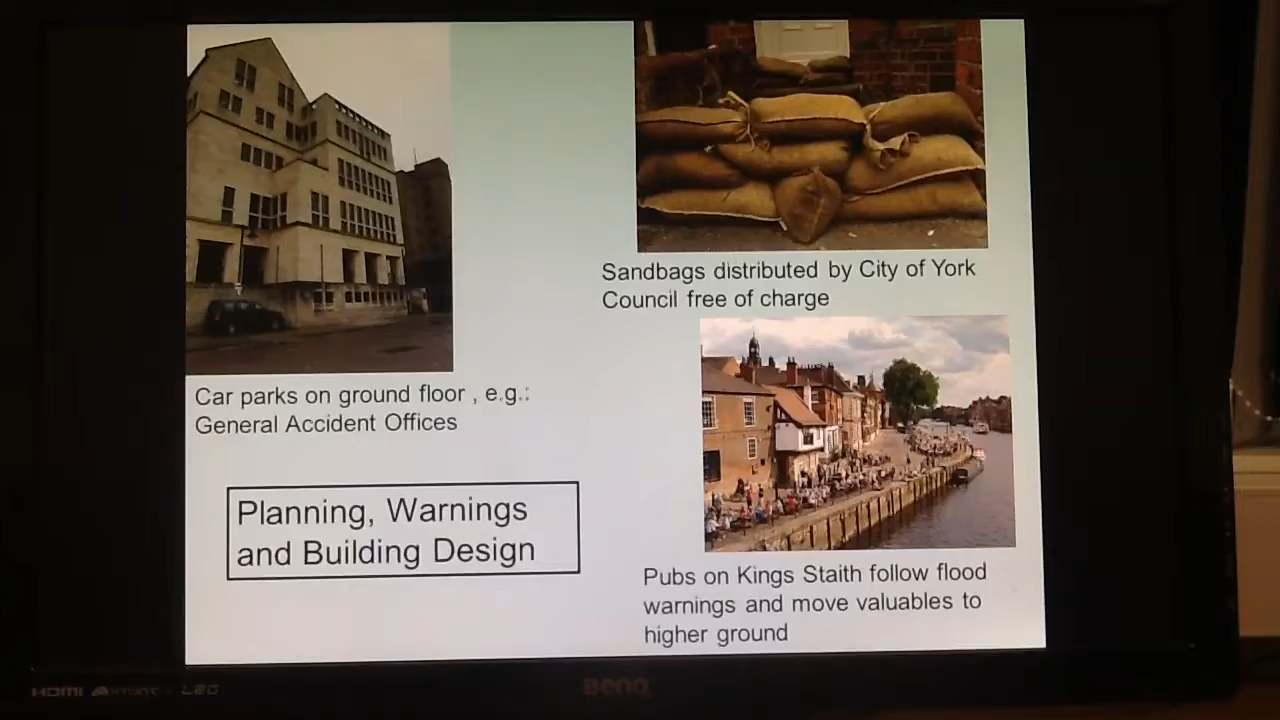 Sandbags distributed by City of York
Council free of charge
Car parks on ground floor , e.g.:
General Accident Offices
Planning, Warnings
and Building Design
Pubs on Kings Staith follow flood
warnings and move valuables to
higher ground
HDMI
LED
BenQ